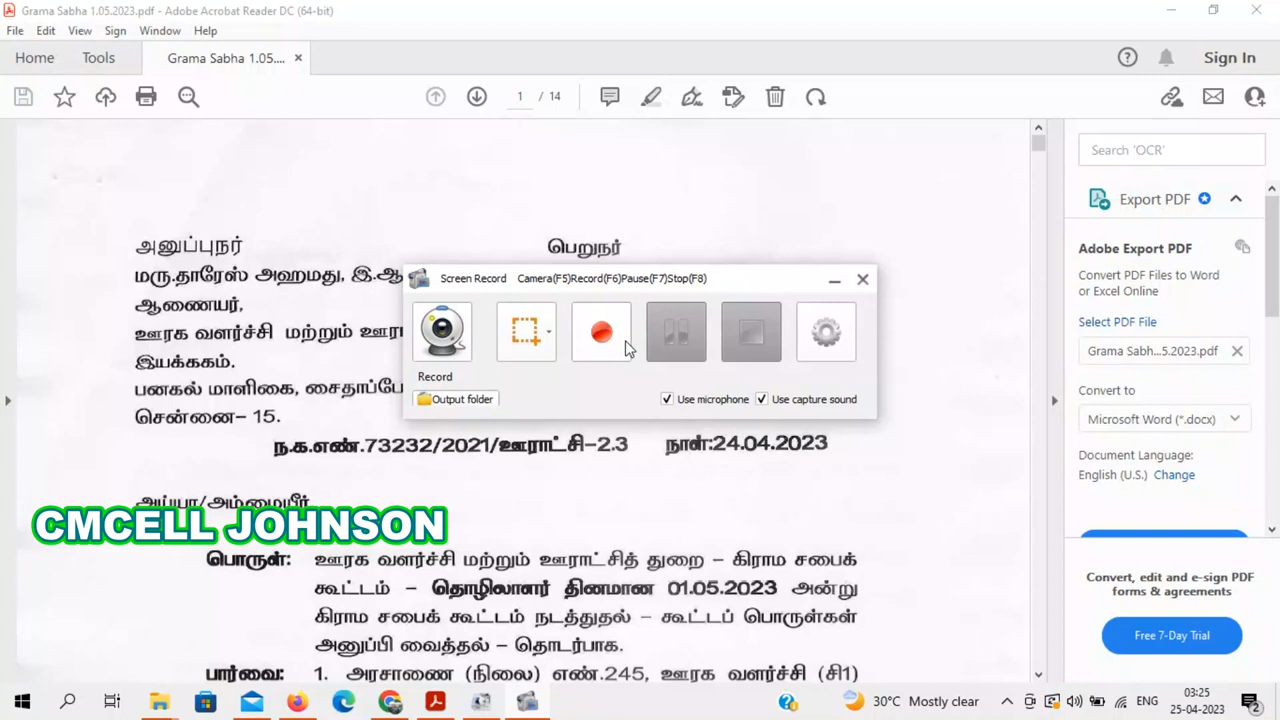 Grama Sabha 1.05.2023.pdf - Adobe Acrobat Reader DC (64-bit)
File Edit View Sign Window Help
Home Tools Grama Sabha 1.05.... Sign In
1 / 14
Search 'OCR'
Export PDF
Adobe Export PDF
Convert PDF Files to Word
or Excel Online
Select PDF File
Grama Sabh...5.2023.pdf
Convert to
Microsoft Word (*.docx)
Document Language:
English (U.S.) Change
Convert, edit and e-sign PDF
forms & agreements
Free 7-Day Trial
அனுப்புநர் பெறுநர்
மரு.தாரேஸ் அஹமது, இ.ஆ
ஆணையர்,
ஊரக வளர்ச்சி மற்றும் ஊரா
இயக்ககம்.
பனகல் மாளிகை, சைதாப்பே
சென்னை- 15.
Screen Record Camera(F5)Record(F6)Pause(F7)Stop(F8)
Record
Output folder Use microphone Use capture sound
ந.க.எண்.73232/2021/ஊராட்சி-2.3 நாள்:24.04.2023
அய்யா/அம்மையீர்
CMCELL JOHNSON
பொருள்: ஊரக வளர்ச்சி மற்றும் ஊராட்சித் துறை – கிராம சபைக்
கூட்டம் – தொழிலாளர் தினமான 01.05.2023 அன்று
கிராம சபைக் கூட்டம் நடத்துதல் – கூட்டப் பொருள்கள்
அனுப்பி வைத்தல் – தொடர்பாக.
பார்வை: 1. அரசாணை (நிலை) எண்.245, ஊரக வளர்ச்சி (சி1)
30°C Mostly clear ENG 03:25
25-04-2023
2